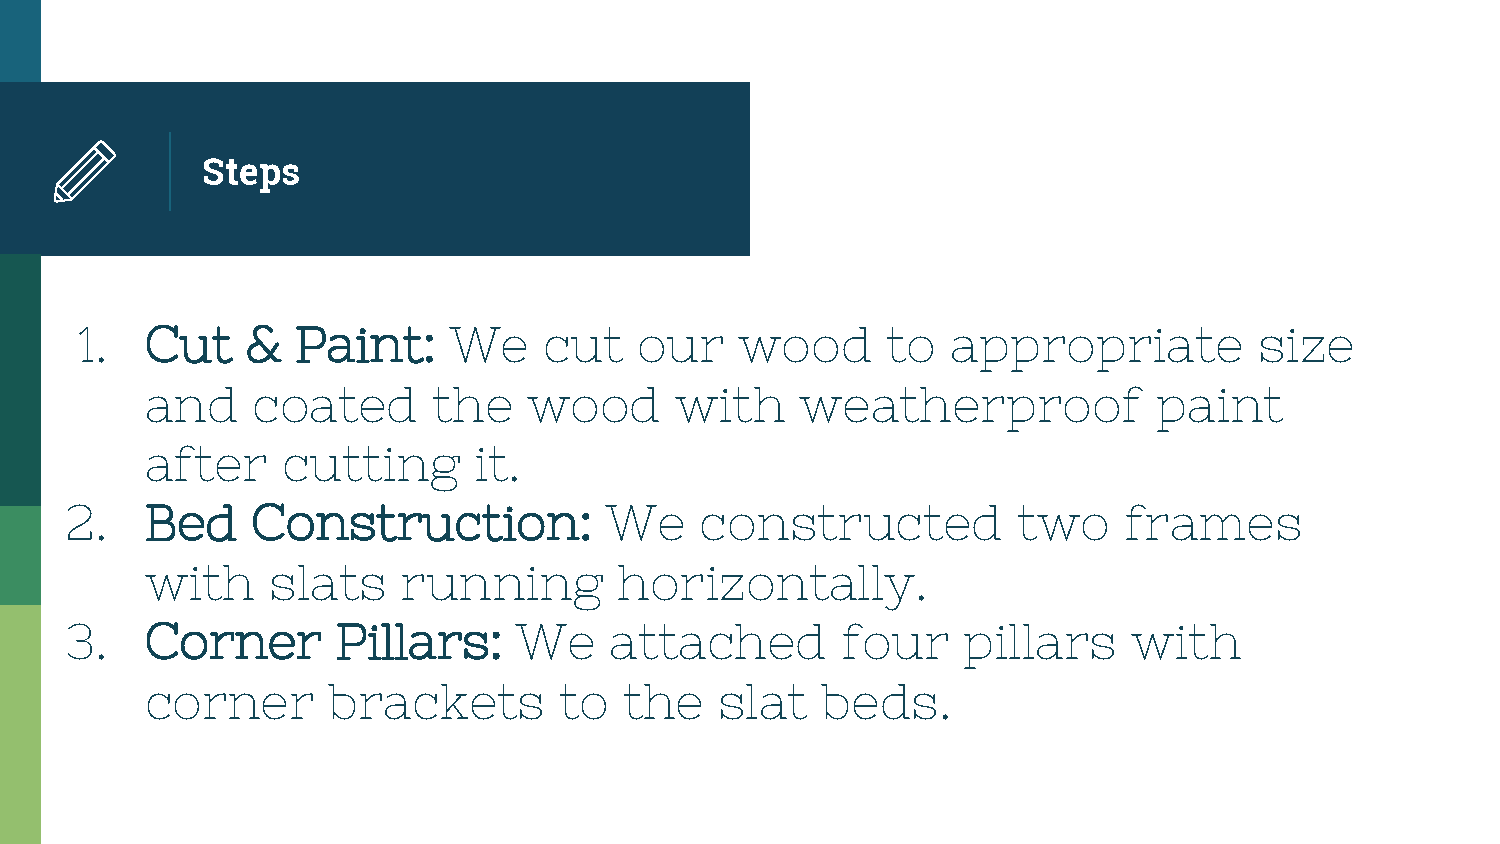 Steps
1. Cut & Paint: We cut our wood to appropriate size
and coated the wood with weatherproof paint
after cutting it.
2. Bed Construction: We constructed two frames
with slats running horizontally.
3. Corner Pillars: We attached four pillars with
corner brackets to the slat beds.